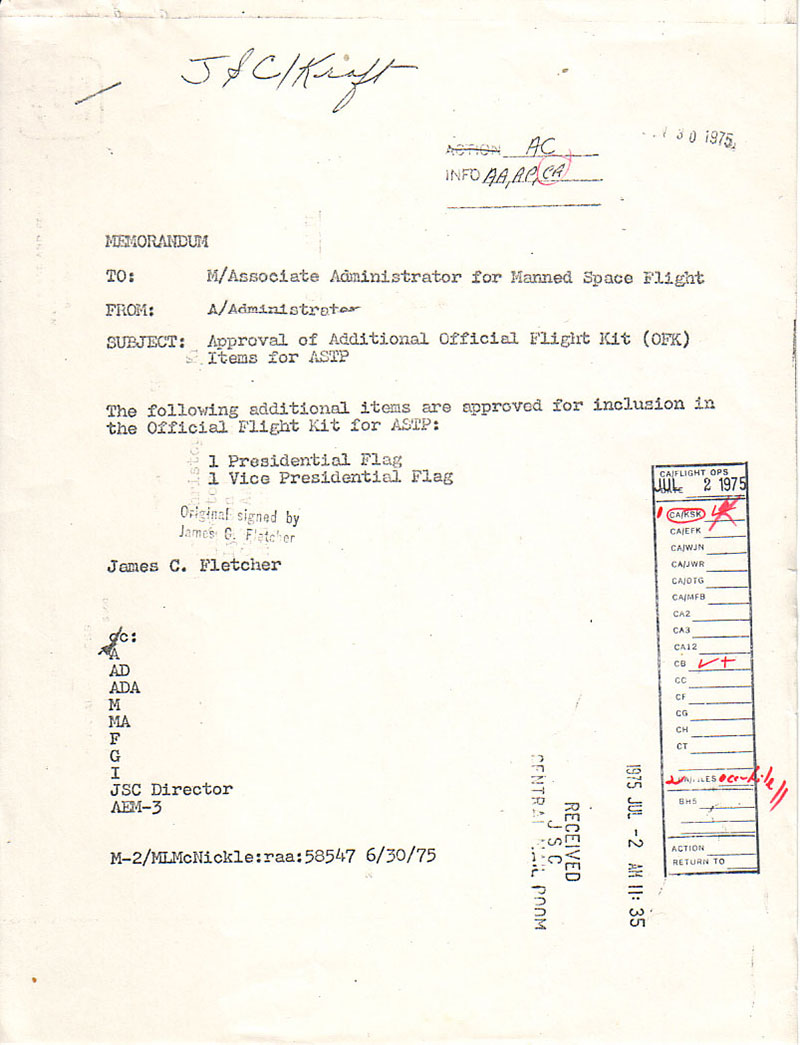 JSC/Kraft
30 1975
ACTION AC
INFO AA, AP, CA
MEMORANDUM
TO: M/Associate Administrator for Manned Space Flight
FROM: A/Administrator
SUBJECT: Approval of Additional Official Flight Kit (OFK)
Items for ASTP
The following additional items are approved for inclusion in
the Official Flight Kit for ASTP:
1 Presidential Flag
1 Vice Presidential Flag
Original signed by
James C. Fletcher
James C. Fletcher
cc:
A
AD
ADA
M
MA
F
G
I
JSC Director
AEM-3
M-2/MLMcNickle:raa:58547 6/30/75
CA/FLIGHT OPS
JUL 2 1975
DATE
1 CA/KSK
CA/EFK
CA/WJN
CA/JWR
CA/OTG
CA/MFB
CA2
CA3
CA12
CB
CC
CF
CG
CH
CT
2
BH5
ACTION
RETURN TO
RECEIVED
JSC
CENTRAL MAIL ROOM
1975 JUL -2 AM 11:35